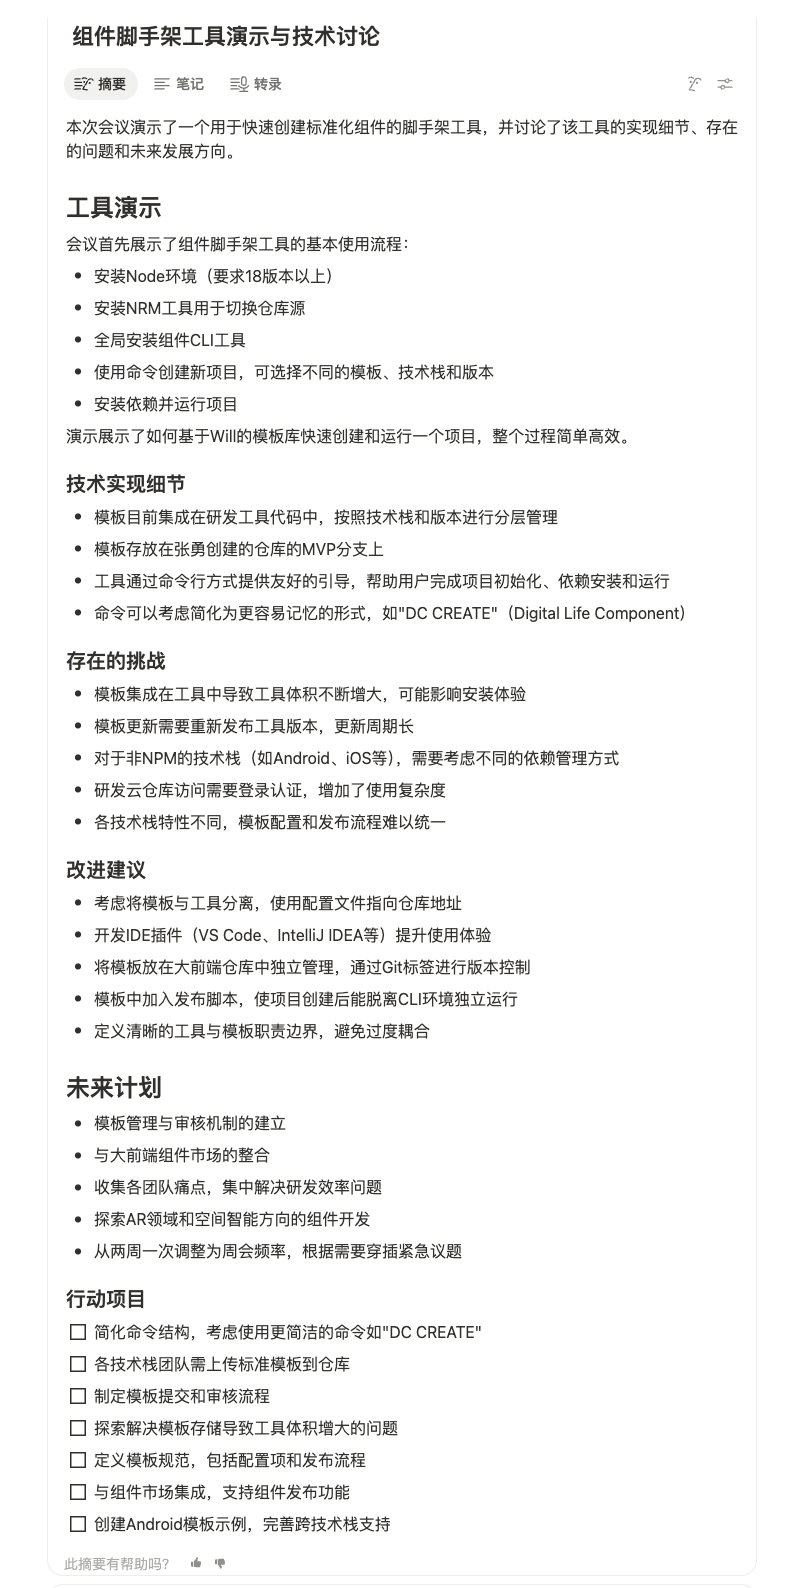 组件脚手架工具演示与技术讨论
摘要 笔记 转录
本次会议演示了一个用于快速创建标准化组件的脚手架工具，并讨论了该工具的实现细节、存在
的问题和未来发展方向。
工具演示
会议首先展示了组件脚手架工具的基本使用流程：
• 安装Node环境（要求18版本以上）
• 安装NRM工具用于切换仓库源
• 全局安装组件CLI工具
• 使用命令创建新项目，可选择不同的模板、技术栈和版本
• 安装依赖并运行项目
演示展示了如何基于Will的模板库快速创建和运行一个项目，整个过程简单高效。
技术实现细节
• 模板目前集成在研发工具代码中，按照技术栈和版本进行分层管理
• 模板存放在张勇创建的仓库的MVP分支上
• 工具通过命令行方式提供友好的引导，帮助用户完成项目初始化、依赖安装和运行
• 命令可以考虑简化为更容易记忆的形式，如"DC CREATE"（Digital Life Component）
存在的挑战
• 模板集成在工具中导致工具体积不断增大，可能影响安装体验
• 模板更新需要重新发布工具版本，更新周期长
• 对于非NPM的技术栈（如Android、iOS等），需要考虑不同的依赖管理方式
• 研发云仓库访问需要登录认证，增加了使用复杂度
• 各技术栈特性不同，模板配置和发布流程难以统一
改进建议
• 考虑将模板与工具分离，使用配置文件指向仓库地址
• 开发IDE插件（VS Code、IntelliJ IDEA等）提升使用体验
• 将模板放在大前端仓库中独立管理，通过Git标签进行版本控制
• 模板中加入发布脚本，使项目创建后能脱离CLI环境独立运行
• 定义清晰的工具与模板职责边界，避免过度耦合
未来计划
• 模板管理与审核机制的建立
• 与大前端组件市场的整合
• 收集各团队痛点，集中解决研发效率问题
• 探索AR领域和空间智能方向的组件开发
• 从两周一次调整为周会频率，根据需要穿插紧急议题
行动项目
简化命令结构，考虑使用更简洁的命令如"DC CREATE"
各技术栈团队需上传标准模板到仓库
制定模板提交和审核流程
探索解决模板存储导致工具体积增大的问题
定义模板规范，包括配置项和发布流程
与组件市场集成，支持组件发布功能
创建Android模板示例，完善跨技术栈支持
此摘要有帮助吗？